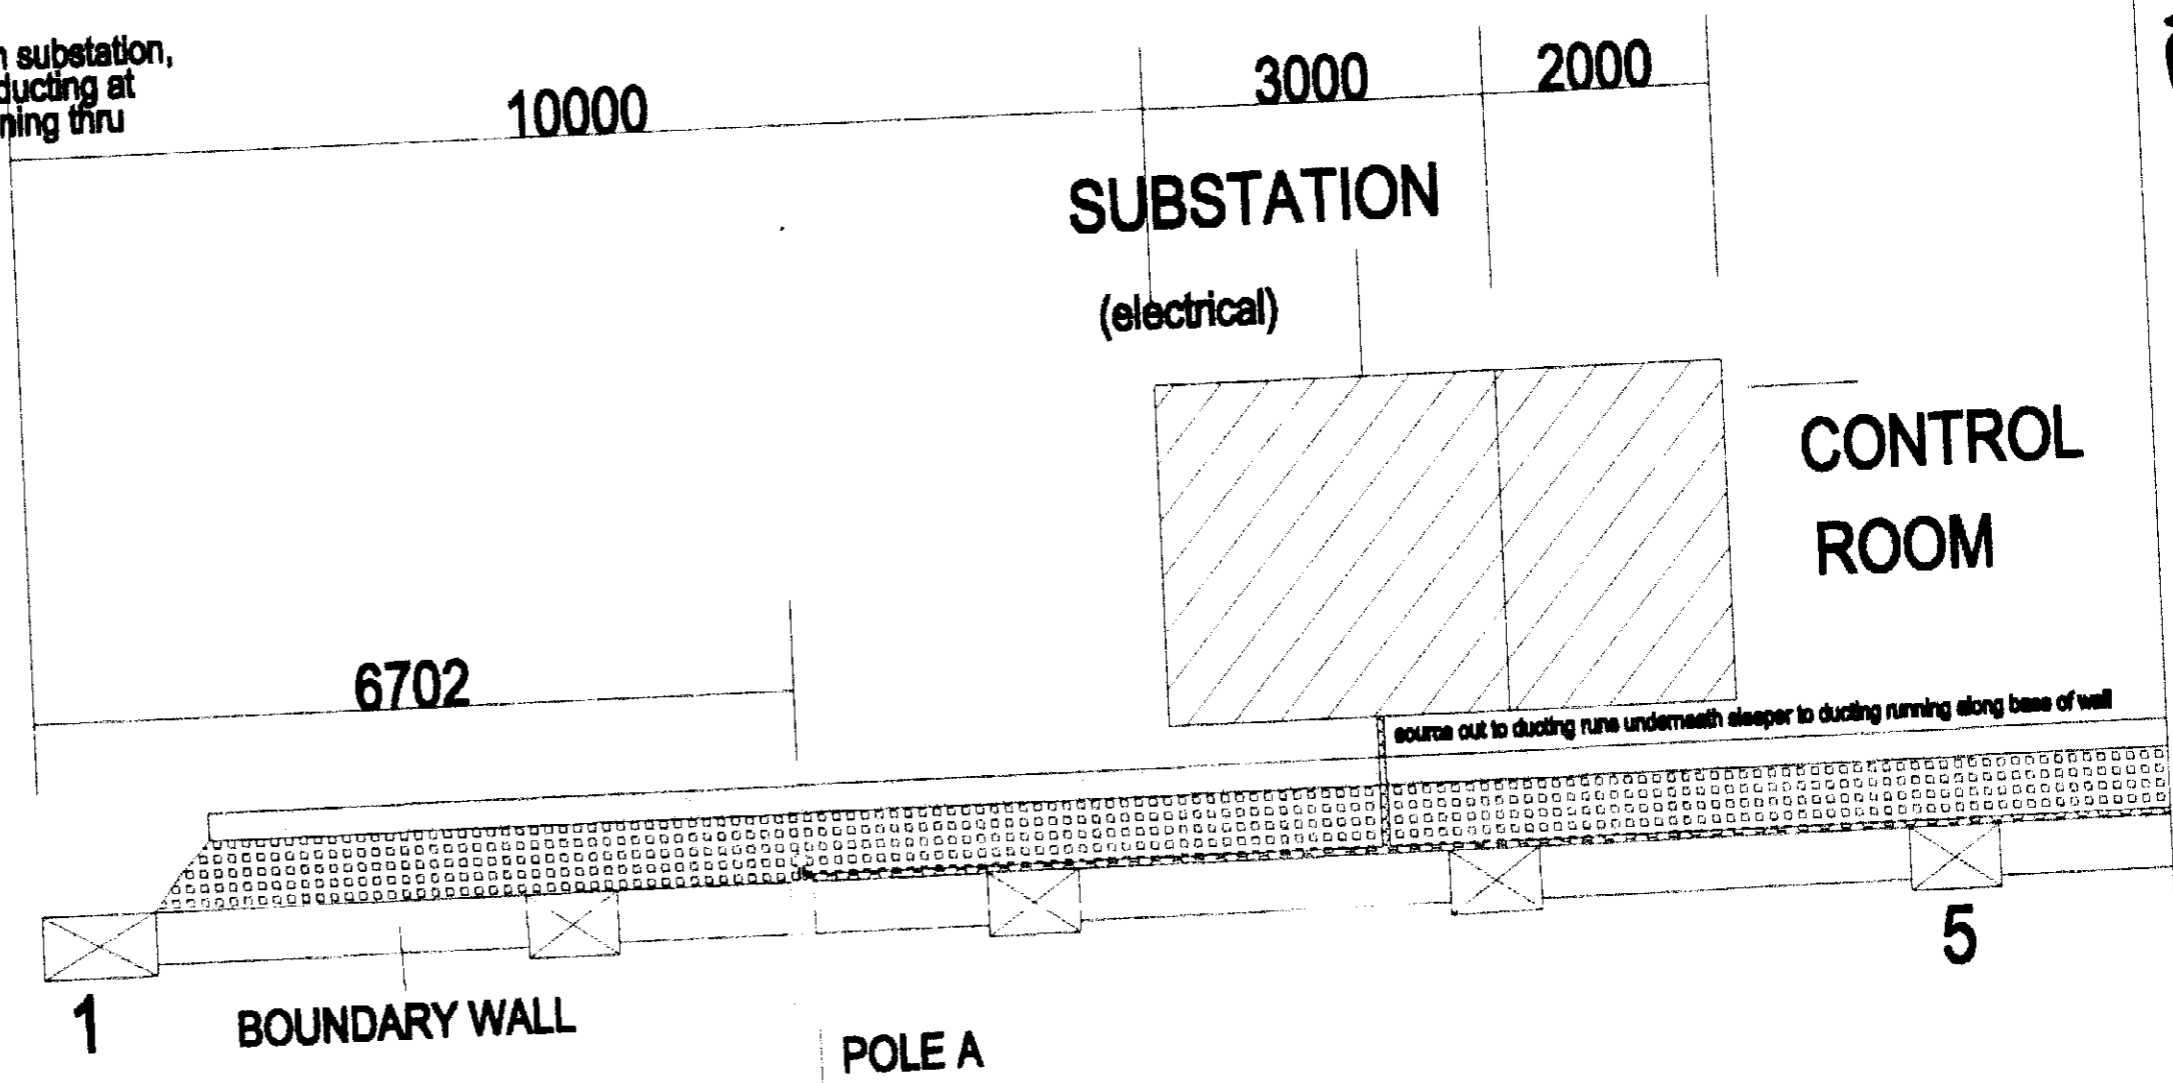 substation,
ducting at
thru
10000
3000
2000
SUBSTATION
(electrical)
CONTROL
ROOM
6702
source out to ducting runs underneath sleeper to ducting running along base of wall
1
5
BOUNDARY WALL
POLE A